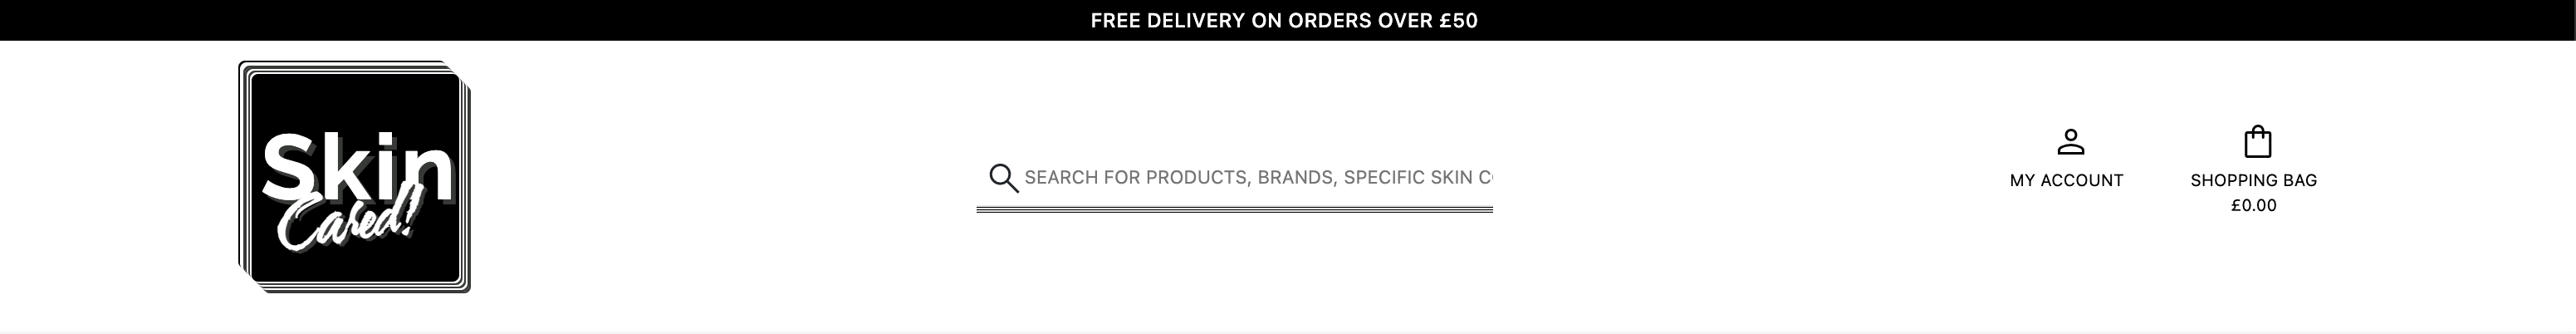 FREE DELIVERY ON ORDERS OVER £50
Skin
Cared!
SEARCH FOR PRODUCTS, BRANDS, SPECIFIC SKIN
MY ACCOUNT
SHOPPING BAG
£0.00